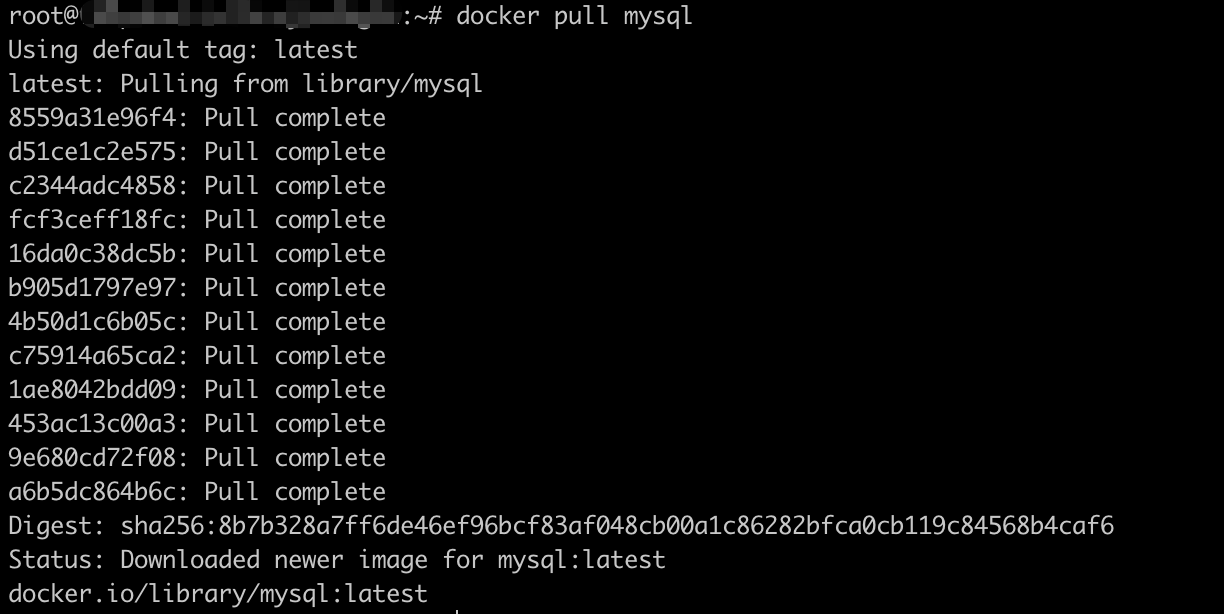 root@:~# docker pull mysql
Using default tag: latest
latest: Pulling from library/mysql
8559a31e96f4: Pull complete
d51ce1c2e575: Pull complete
c2344adc4858: Pull complete
fcf3ceff18fc: Pull complete
16da0c38dc5b: Pull complete
b905d1797e97: Pull complete
4b50d1c6b05c: Pull complete
c75914a65ca2: Pull complete
1ae8042bdd09: Pull complete
453ac13c00a3: Pull complete
9e680cd72f08: Pull complete
a6b5dc864b6c: Pull complete
Digest: sha256:8b7b328a7ff6de46ef96bcf83af048cb00a1c86282bfca0cb119c84568b4caf6
Status: Downloaded newer image for mysql:latest
docker.io/library/mysql:latest